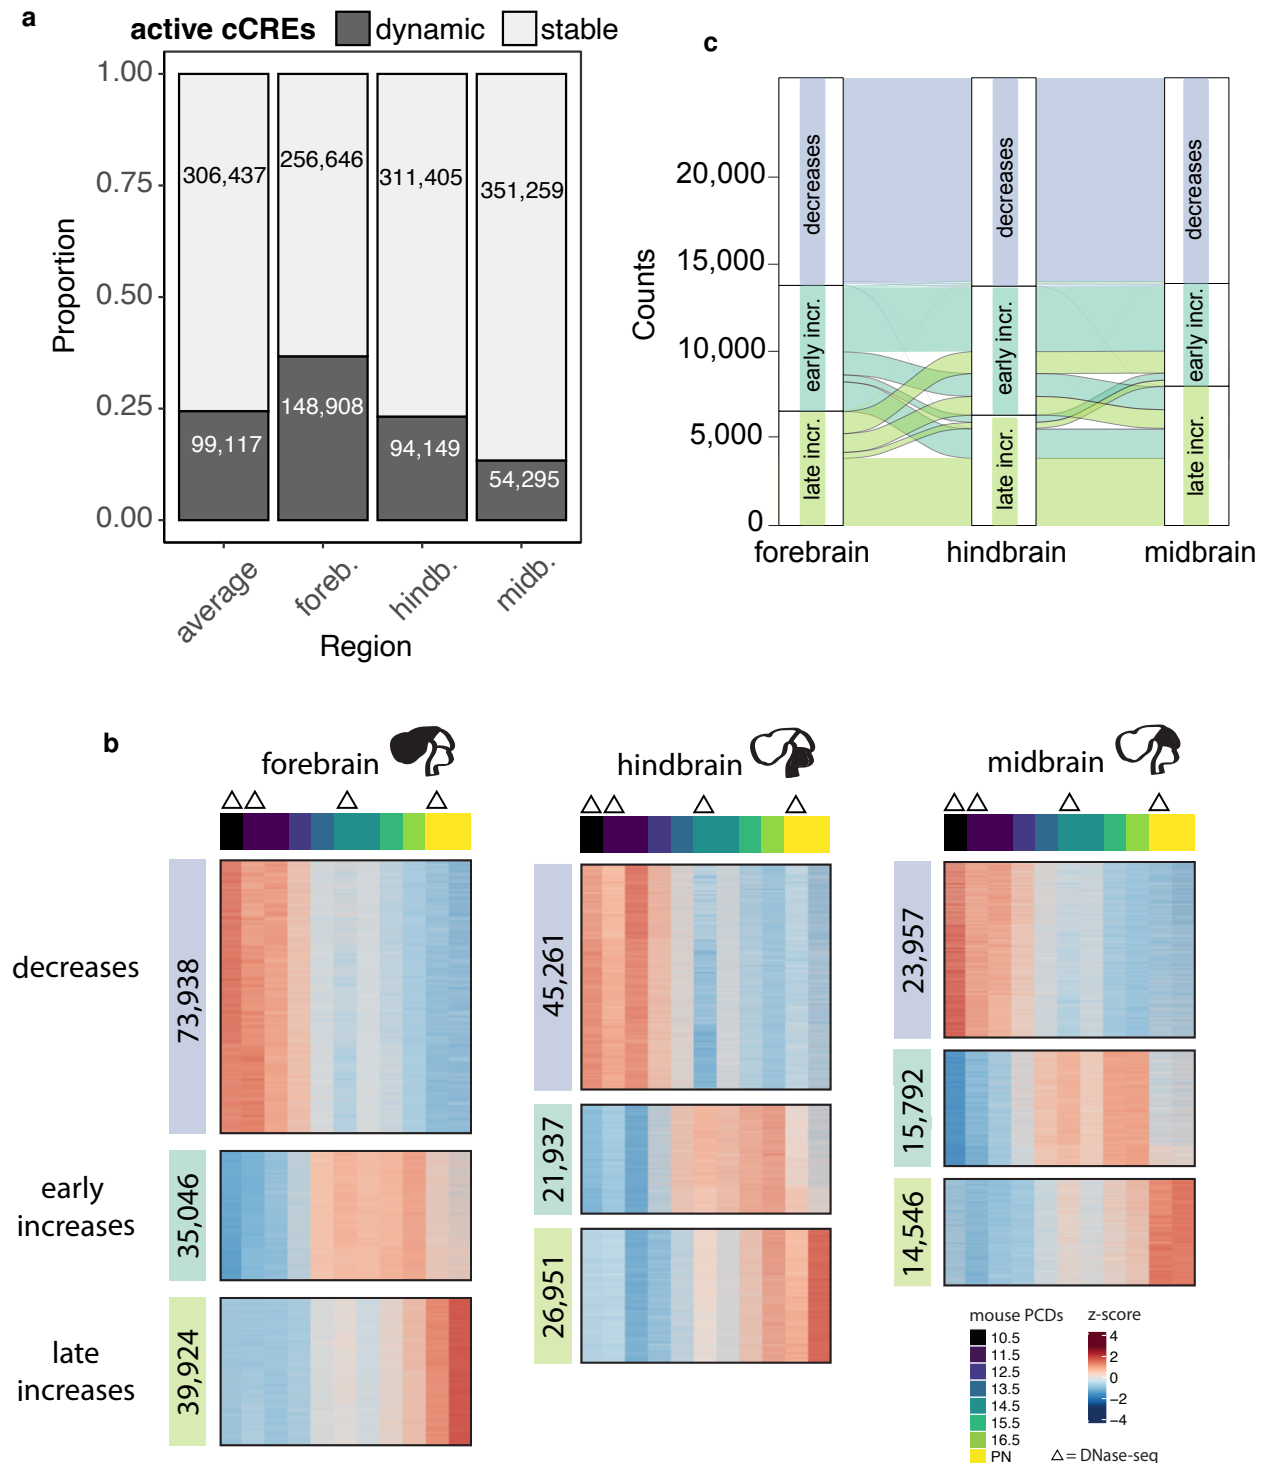 a
active cCREs dynamic stable
1.00
0.75
0.50
0.25
0.00
Proportion
306,437
256,646
311,405
351,259
99,117
148,908
94,149
54,295
average
foreb.
hindb.
midb.
Region
c
Counts
20,000
15,000
10,000
5,000
0
decreases
early incr.
late incr.
decreases
early incr.
late incr.
decreases
early incr.
late incr.
forebrain
hindbrain
midbrain
b
forebrain
hindbrain
midbrain
decreases
early
increases
late
increases
73,938
35,046
39,924
45,261
21,937
26,951
23,957
15,792
14,546
mouse PCDs
10.5
11.5
12.5
13.5
14.5
15.5
16.5
PN
z-score
4
2
0
−2
−4
△= DNase-seq